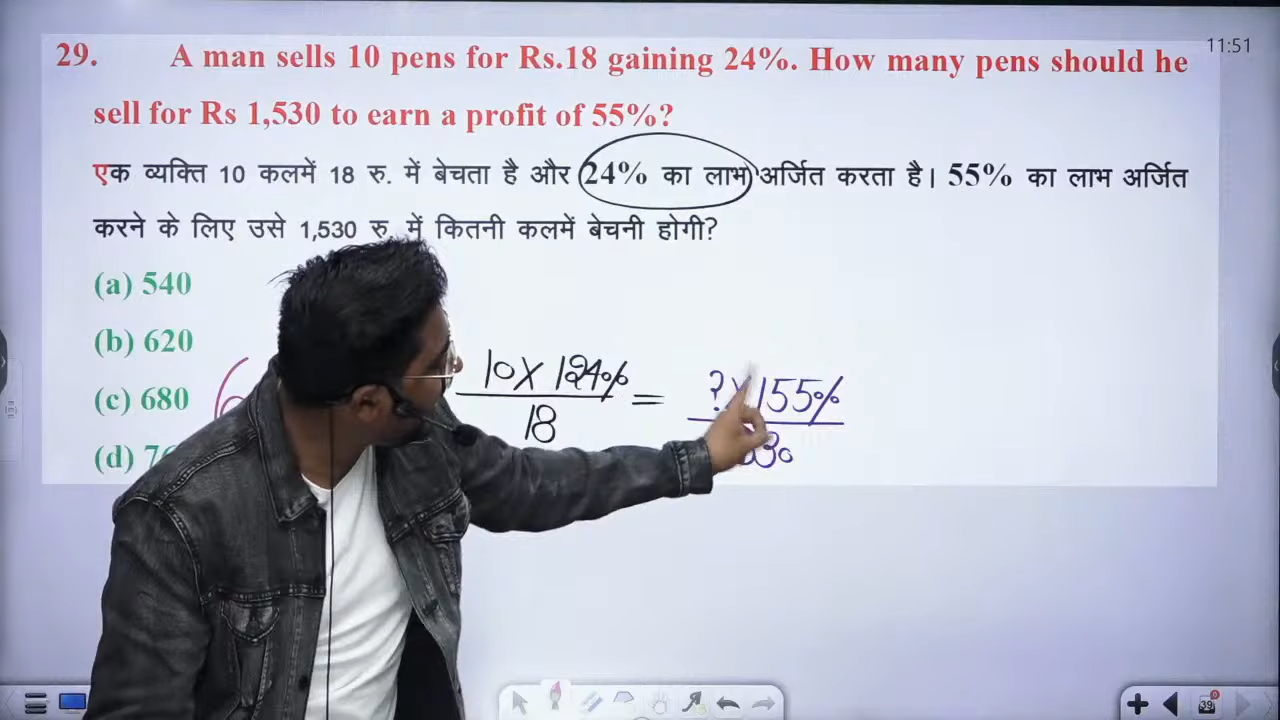 11:51
29. A man sells 10 pens for Rs.18 gaining 24%. How many pens should he
sell for Rs 1,530 to earn a profit of 55%?
एक व्यक्ति 10 कलमें 18 रु. में बेचता है और 24% का लाभ अर्जित करता है। 55% का लाभ अर्जित
करने के लिए उसे 1,530 रु. में कितनी कलमें बेचनी होगी?
(a) 540
(b) 620
(c) 680
(d)
10 x 124%
18
=
? x 155%
39